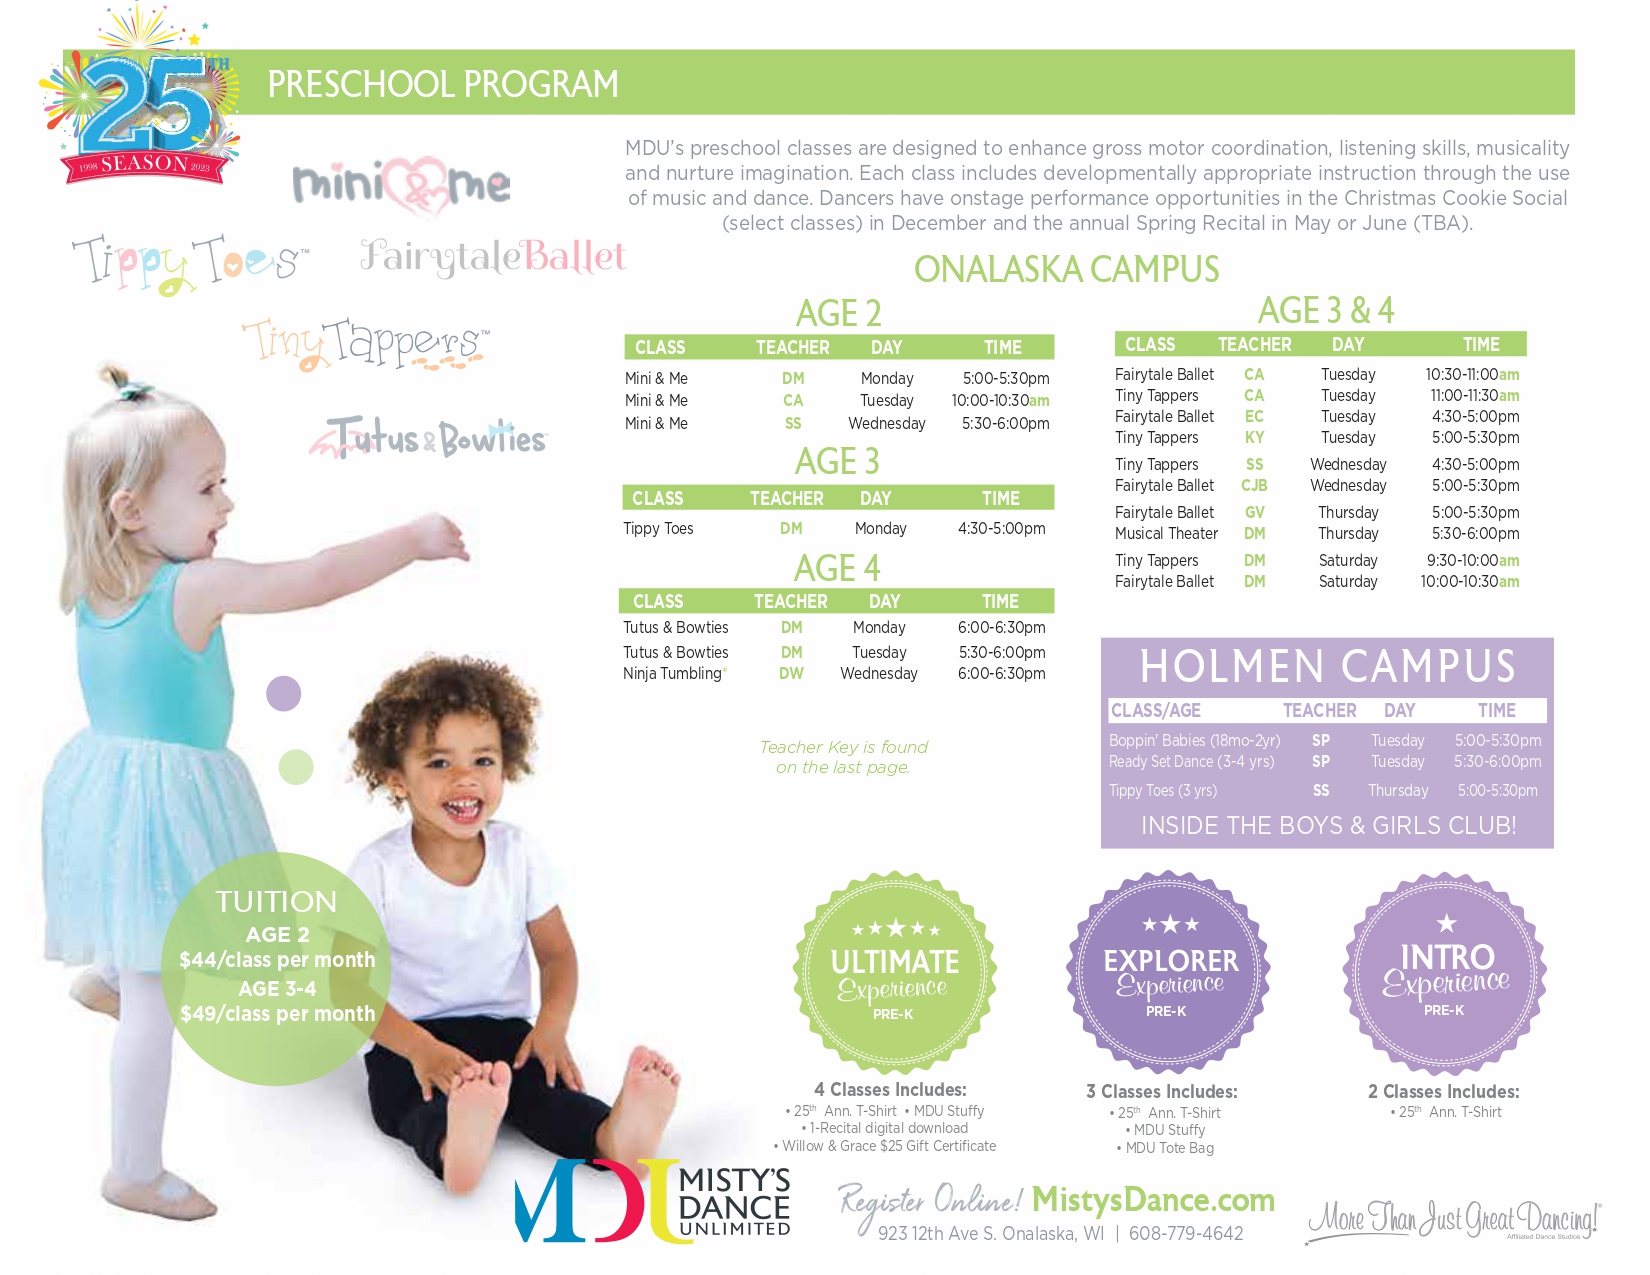 25TH
1998 SEASON 2023
PRESCHOOL PROGRAM
mini & me
Tippy Toes™
FairytaleBallet
Tiny Tappers™
Tutus & Bowties
MDU's preschool classes are designed to enhance gross motor coordination, listening skills, musicality
and nurture imagination. Each class includes developmentally appropriate instruction through the use
of music and dance. Dancers have onstage performance opportunities in the Christmas Cookie Social
(select classes) in December and the annual Spring Recital in May or June (TBA).
ONALASKA CAMPUS
AGE 2
CLASS TEACHER DAY TIME
Mini & Me DM Monday 5:00-5:30pm
Mini & Me CA Tuesday 10:00-10:30am
Mini & Me SS Wednesday 5:30-6:00pm
AGE 3
CLASS TEACHER DAY TIME
Tippy Toes DM Monday 4:30-5:00pm
AGE 4
CLASS TEACHER DAY TIME
Tutus & Bowties DM Monday 6:00-6:30pm
Tutus & Bowties DM Tuesday 5:30-6:00pm
Ninja Tumbling* DW Wednesday 6:00-6:30pm
Teacher Key is found
on the last page.
AGE 3 & 4
CLASS TEACHER DAY TIME
Fairytale Ballet CA Tuesday 10:30-11:00am
Tiny Tappers CA Tuesday 11:00-11:30am
Fairytale Ballet EC Tuesday 4:30-5:00pm
Tiny Tappers KY Tuesday 5:00-5:30pm
Tiny Tappers SS Wednesday 4:30-5:00pm
Fairytale Ballet CJB Wednesday 5:00-5:30pm
Fairytale Ballet GV Thursday 5:00-5:30pm
Musical Theater DM Thursday 5:30-6:00pm
Tiny Tappers DM Saturday 9:30-10:00am
Fairytale Ballet DM Saturday 10:00-10:30am
HOLMEN CAMPUS
CLASS/AGE TEACHER DAY TIME
Boppin' Babies (18mo-2yr) SP Tuesday 5:00-5:30pm
Ready Set Dance (3-4 yrs) SP Tuesday 5:30-6:00pm
Tippy Toes (3 yrs) SS Thursday 5:00-5:30pm
INSIDE THE BOYS & GIRLS CLUB!
TUITION
AGE 2
$44/class per month
AGE 3-4
$49/class per month
ULTIMATE
Experience
PRE-K
4 Classes Includes:
• 25th Ann. T-Shirt • MDU Stuffy
• 1-Recital digital download
• Willow & Grace $25 Gift Certificate
EXPLORER
Experience
PRE-K
3 Classes Includes:
• 25th Ann. T-Shirt
• MDU Stuffy
• MDU Tote Bag
INTRO
Experience
PRE-K
2 Classes Includes:
• 25th Ann. T-Shirt
MDU
MISTY'S
DANCE
UNLIMITED
Register Online! MistysDance.com
923 12th Ave S. Onalaska, WI | 608-779-4642
More Than Just Great Dancing!®
Affiliated Dance Studios